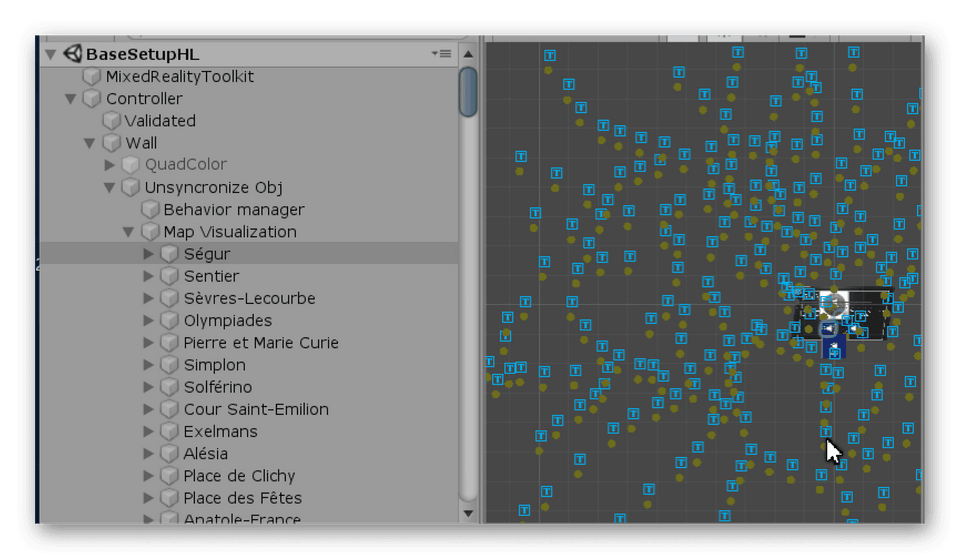 BaseSetupHL
MixedRealityToolkit
Controller
Validated
Wall
QuadColor
Unsyncronize Obj
Behavior manager
Map Visualization
Ségur
Sentier
Sèvres-Lecourbe
Olympiades
Pierre et Marie Curie
Simplon
Solférino
Cour Saint-Emilion
Exelmans
Alésia
Place de Clichy
Place des Fêtes
Anatole-France